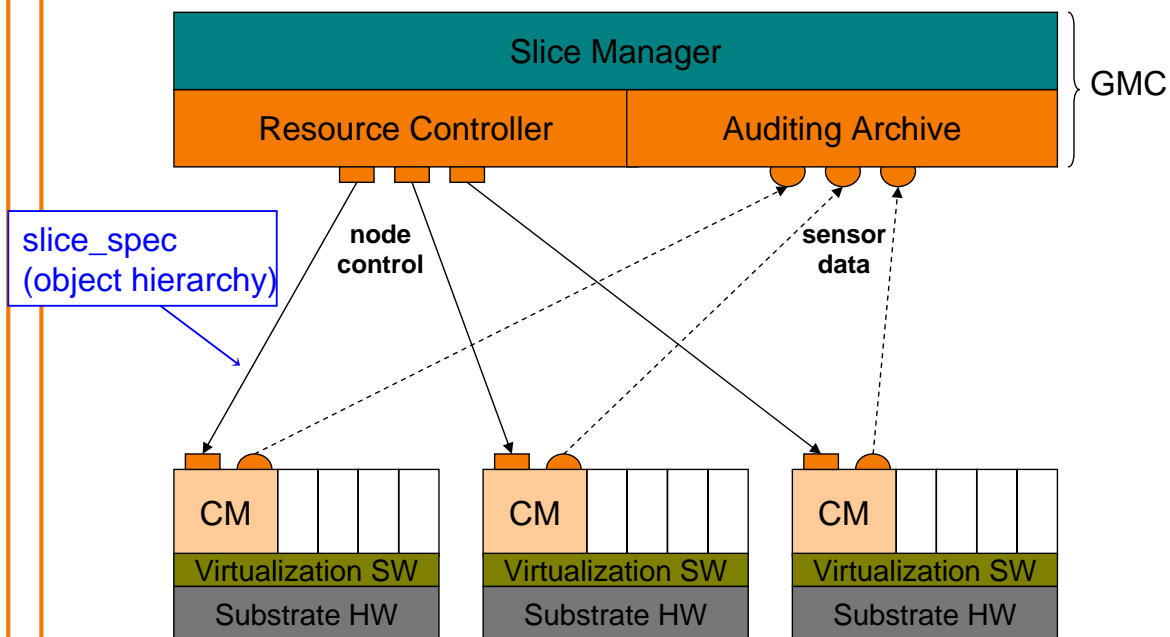 Slice Manager
GMC
Resource Controller
Auditing Archive
slice_spec
(object hierarchy)
node
control
sensor
data
CM
CM
CM
Virtualization SW
Virtualization SW
Virtualization SW
Substrate HW
Substrate HW
Substrate HW